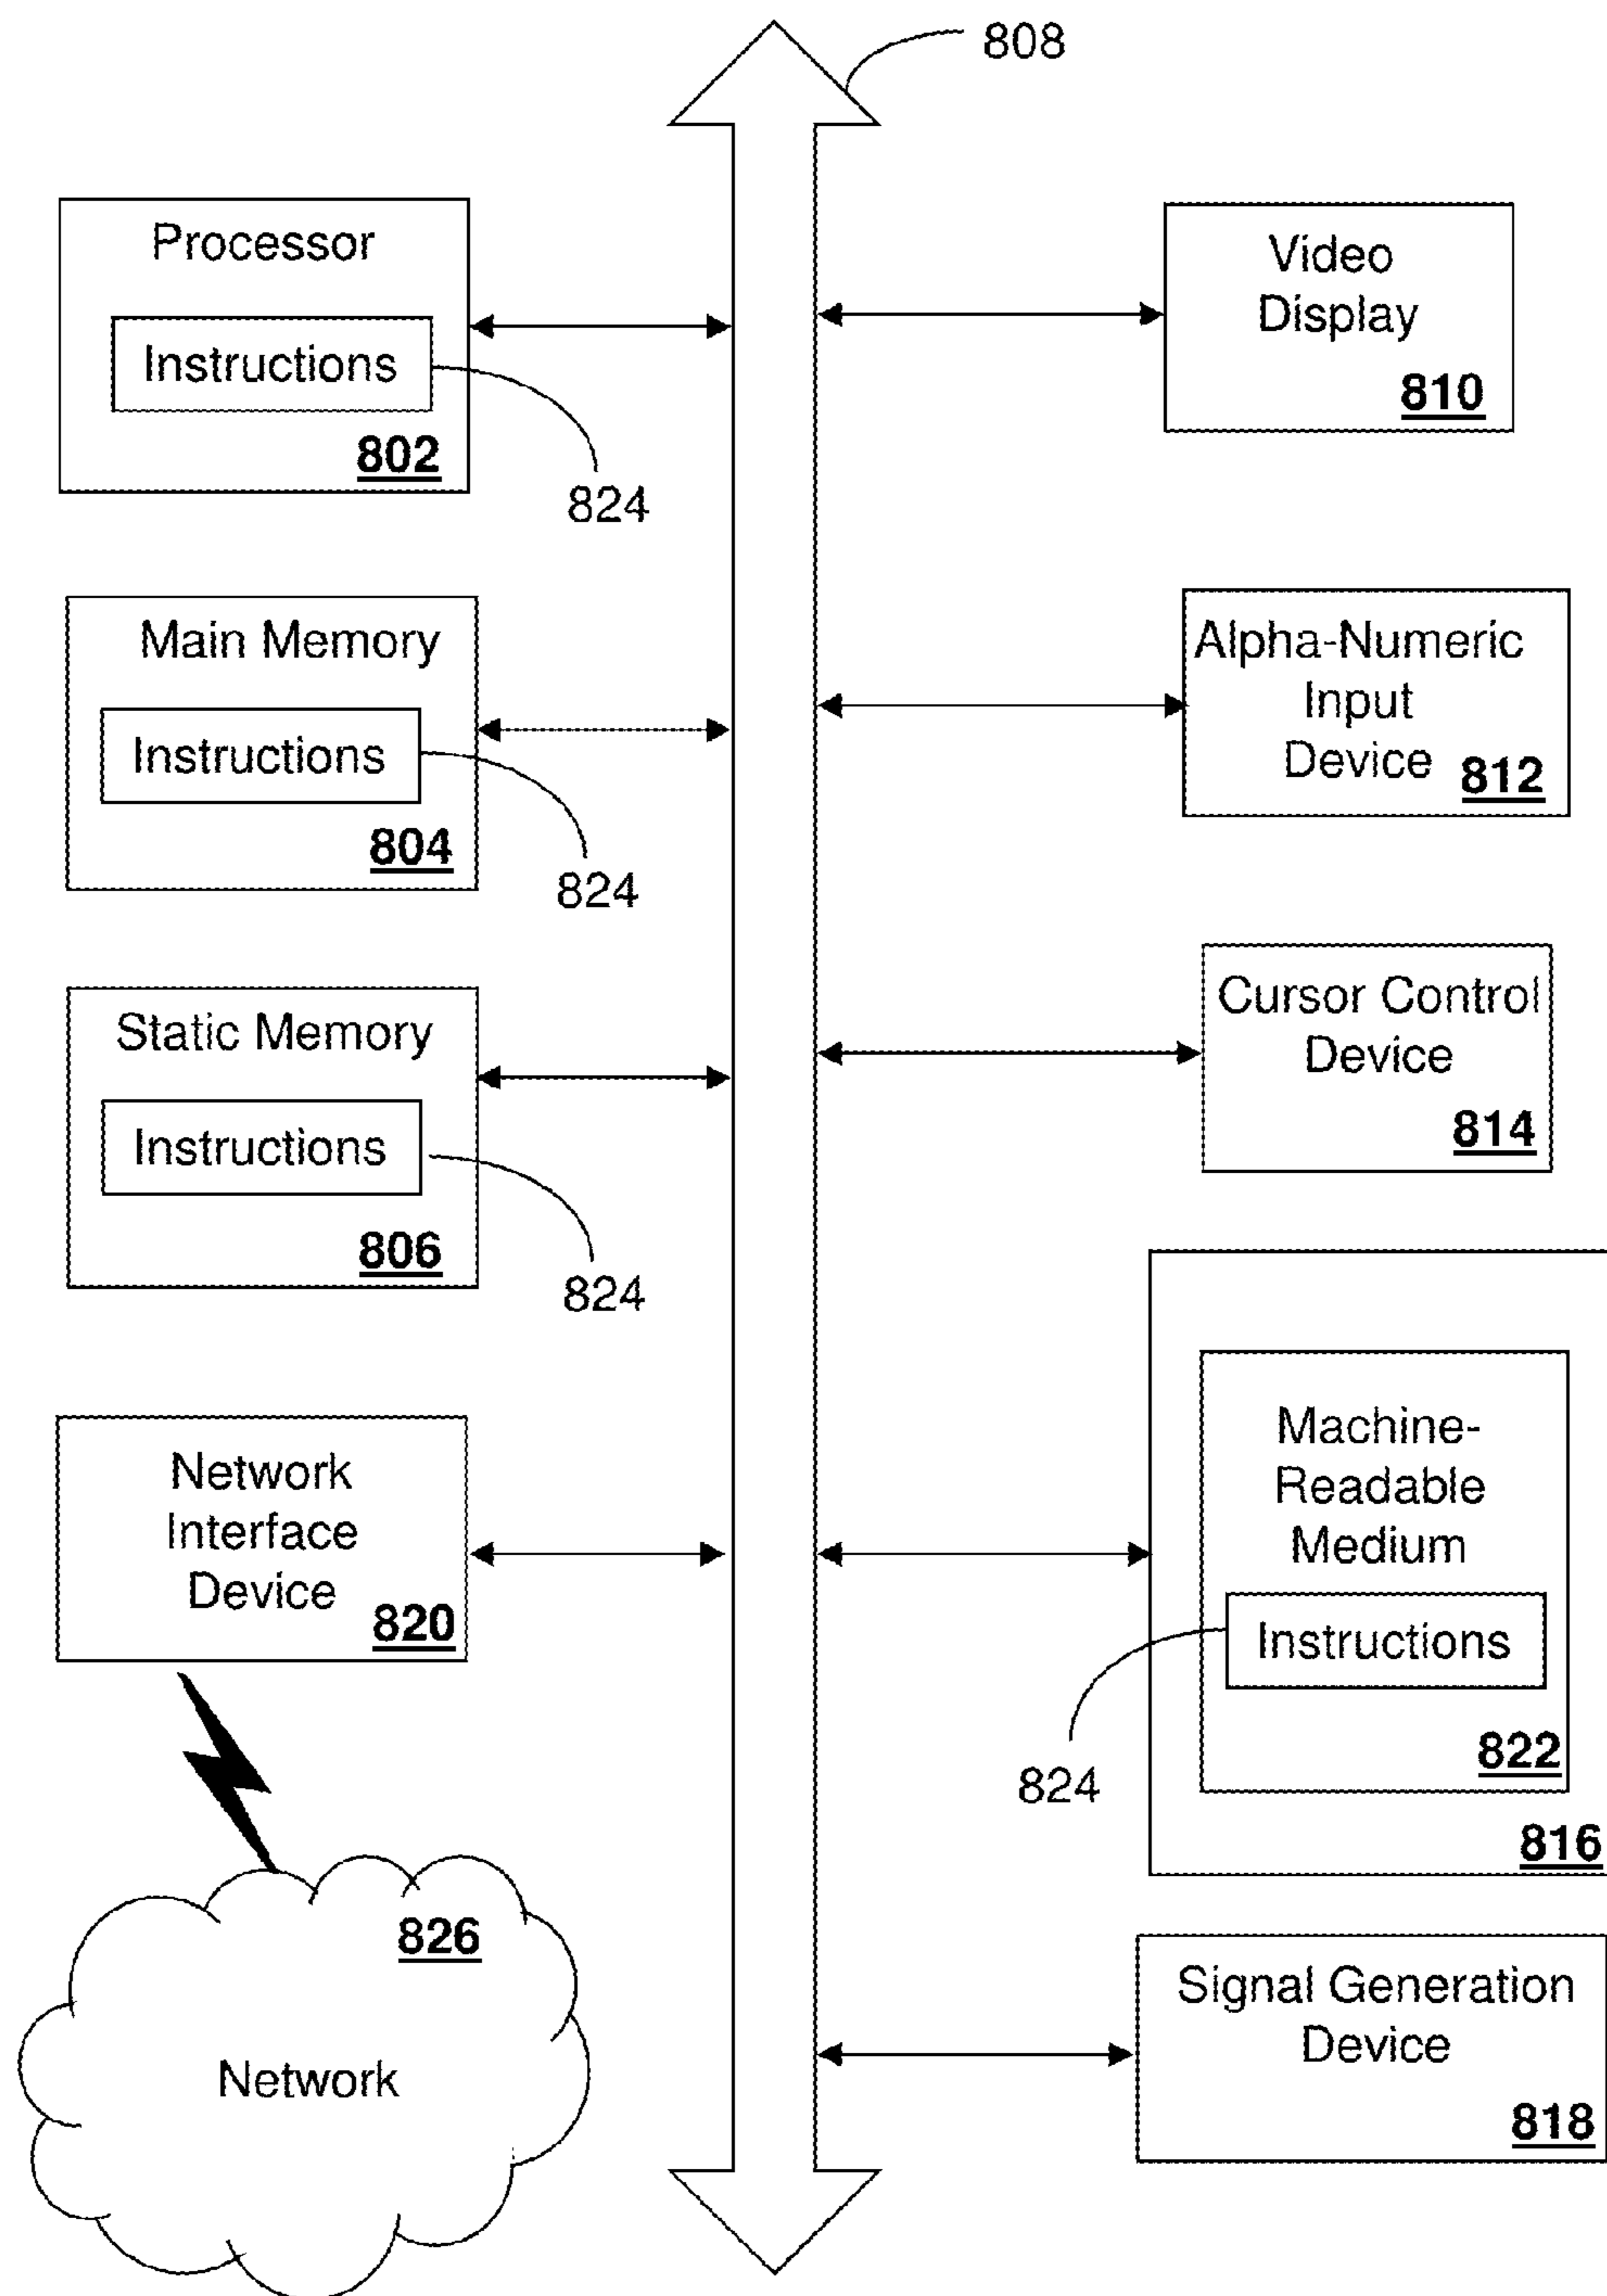 808
Processor
Instructions
802
824
Main Memory
Instructions
804
824
Static Memory
Instructions
806
824
Network
Interface
Device
820
826
Network
Video
Display
810
Alpha-Numeric
Input
Device
812
Cursor Control
Device
814
Machine-
Readable
Medium
Instructions
822
824
816
Signal Generation
Device
818